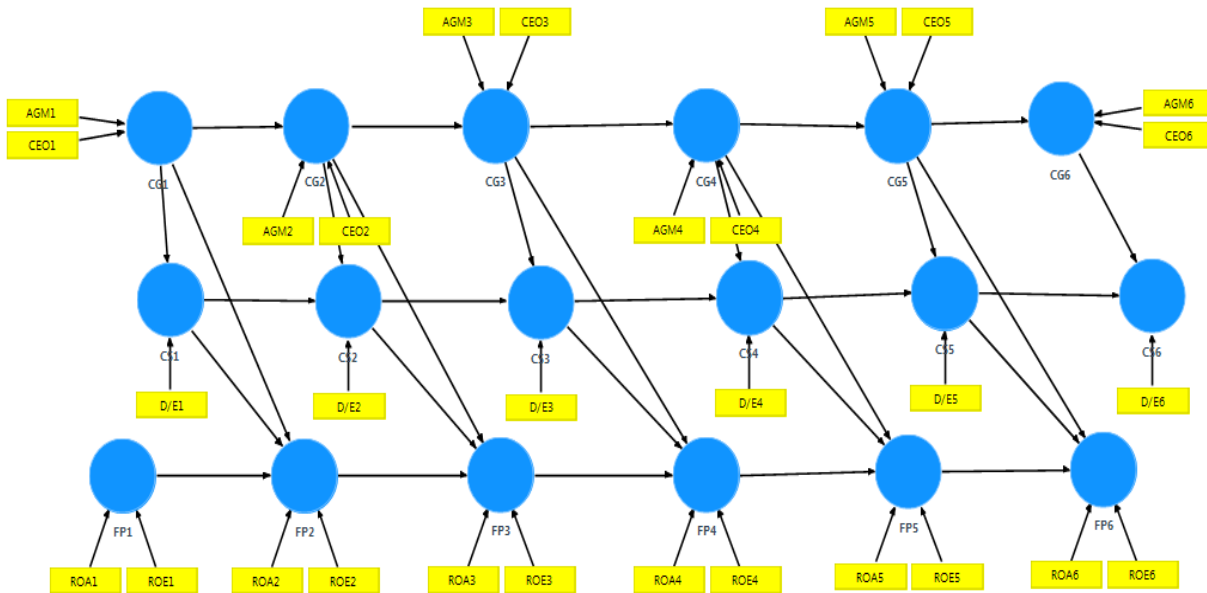 AGM3 CEO3 AGM5 CEO5
AGM1 AGM6
CEO1 CEO6
CG1 CG2 CG3 CG4 CG5 CG6
AGM2 CEO2 AGM4 CEO4
CS1 CS2 CS3 CS4 CS5 CS6
D/E1 D/E2 D/E3 D/E4 D/E5 D/E6
FP1 FP2 FP3 FP4 FP5 FP6
ROA1 ROE1 ROA2 ROE2 ROA3 ROE3 ROA4 ROE4 ROA5 ROE5 ROA6 ROE6